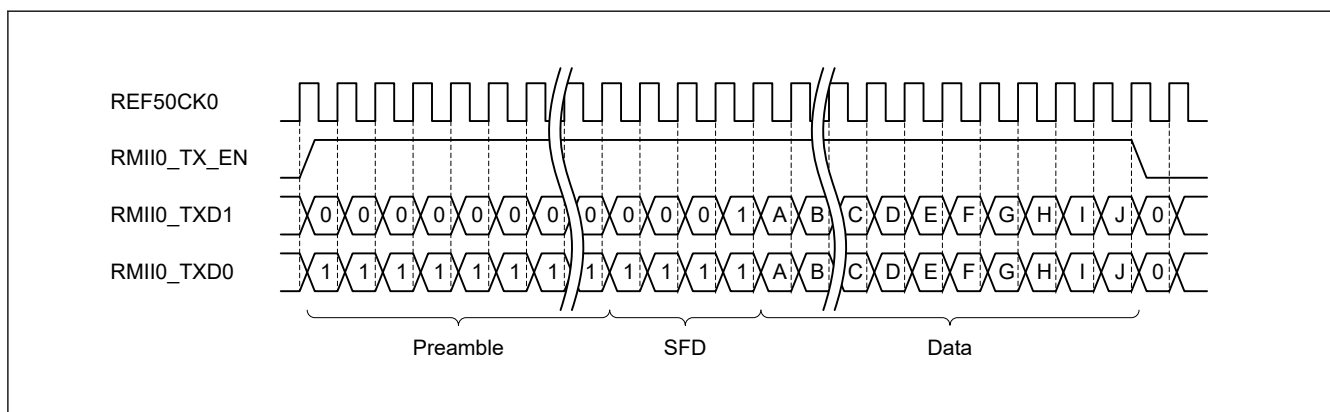 REF50CK0
RMII0_TX_EN
RMII0_TXD1 0 0 0 0 0 0 0 0 0 0 0 1 A B C D E F G H I J 0
RMII0_TXD0 1 1 1 1 1 1 1 1 1 1 1 1 A B C D E F G H I J 0
Preamble SFD Data